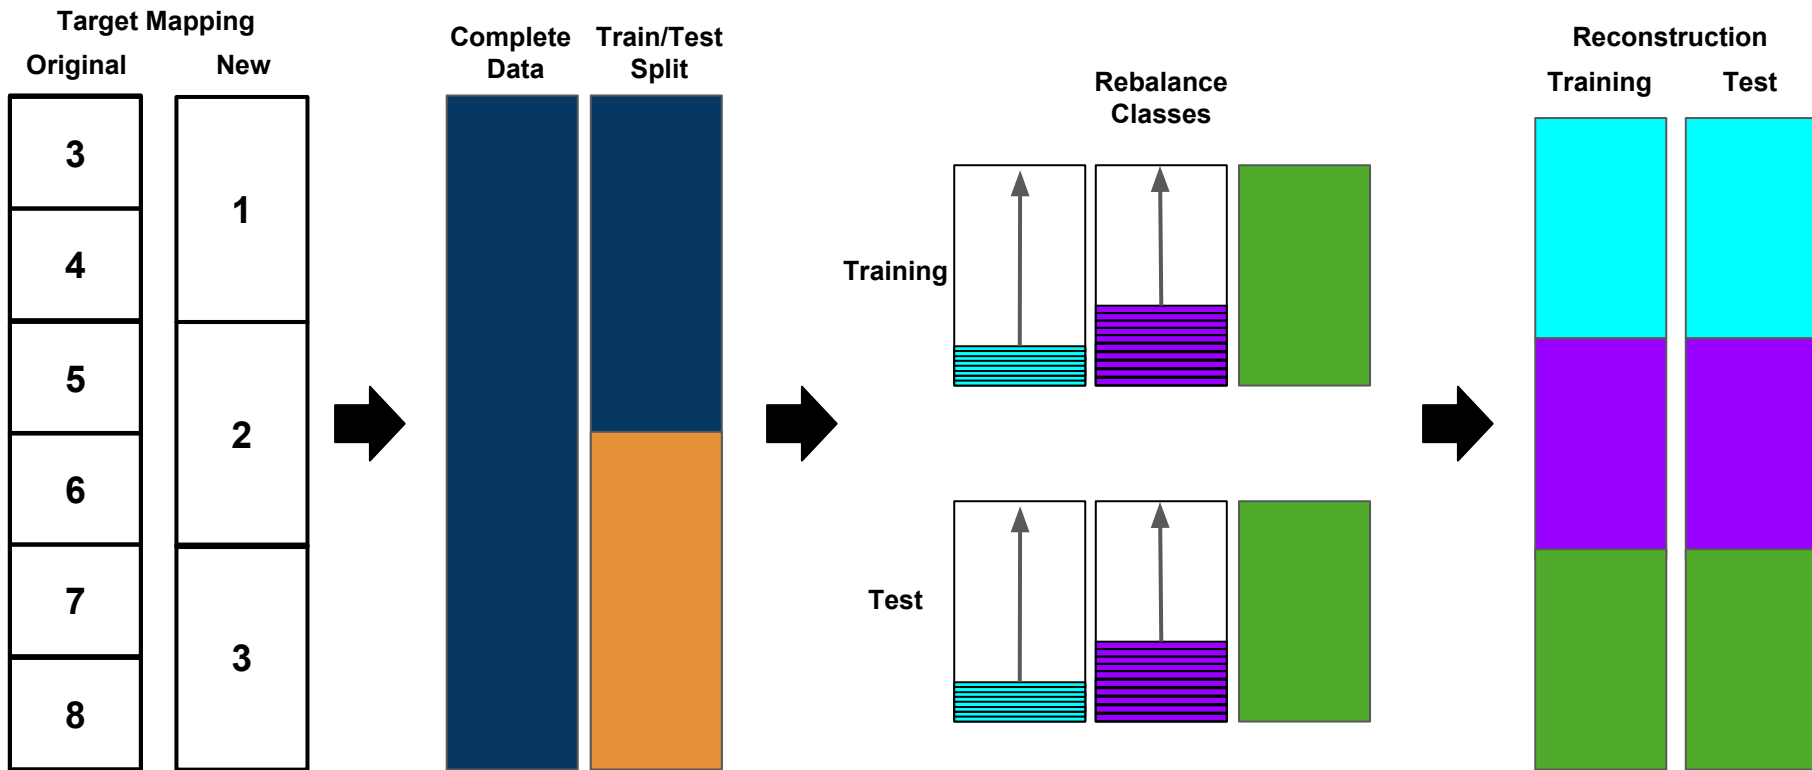 Target Mapping
Original
New
3
4
5
6
7
8
1
2
3
Complete
Data
Train/Test
Split
Rebalance
Classes
Training
Test
Reconstruction
Training
Test